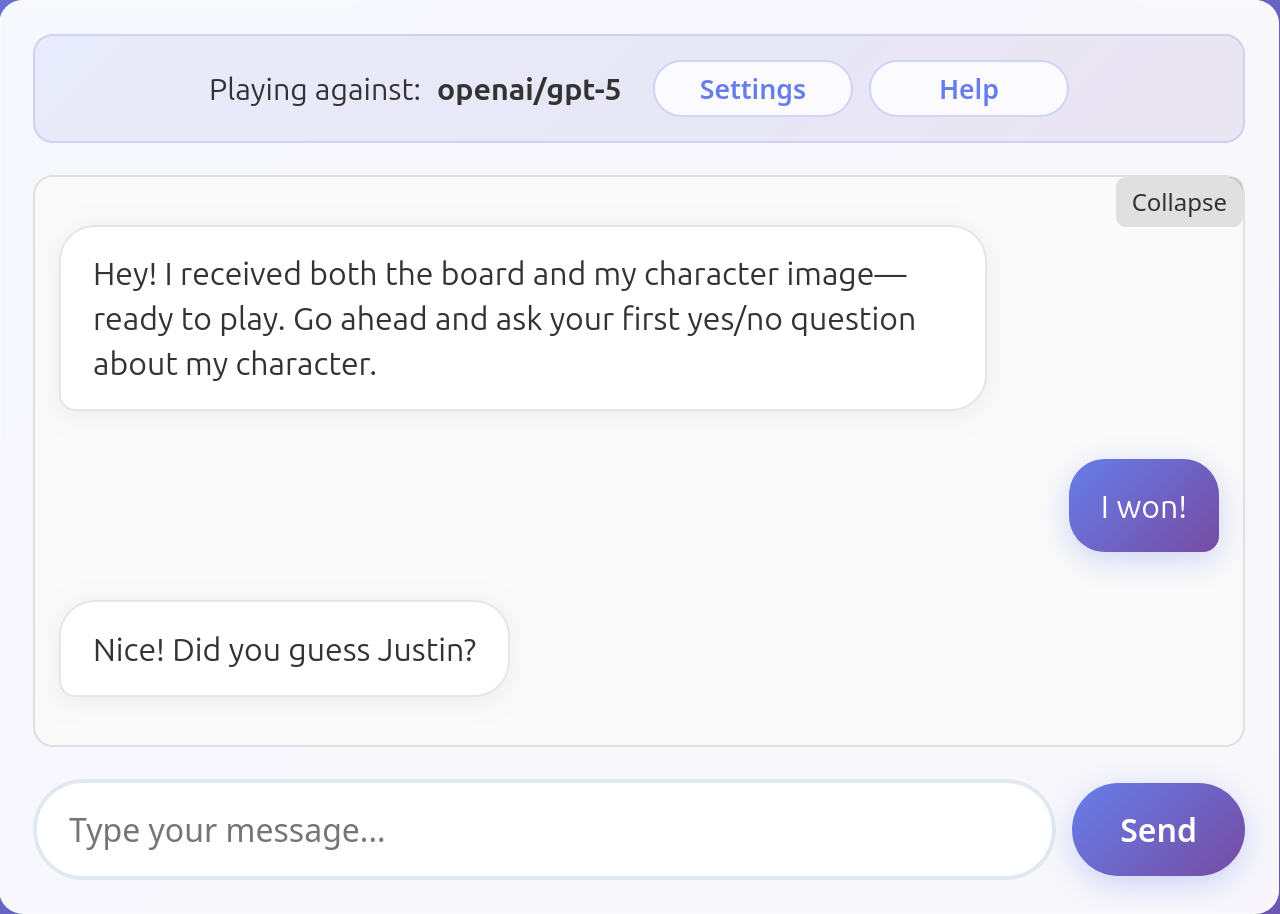 Playing against: openai/gpt-5 Settings Help
Collapse
Hey! I received both the board and my character image—
ready to play. Go ahead and ask your first yes/no question
about my character.
I won!
Nice! Did you guess Justin?
Type your message...
Send